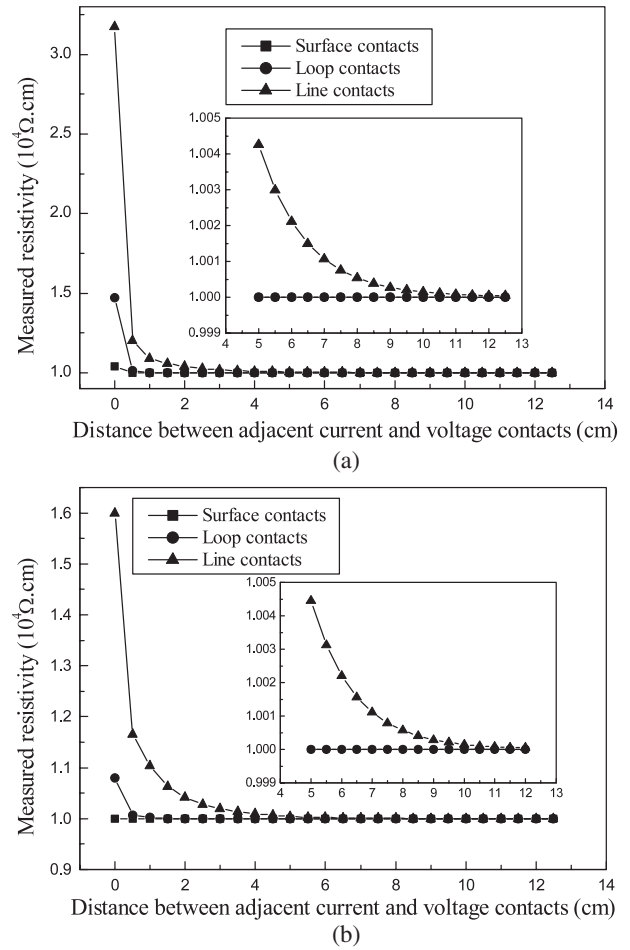 (a)
Measured resistivity (10⁴Ω.cm)
3.0
2.5
2.0
1.5
1.0
Surface contacts
Loop contacts
Line contacts
1.005
1.004
1.003
1.002
1.001
1.000
0.999
4 5 6 7 8 9 10 11 12 13
0 2 4 6 8 10 12 14
Distance between adjacent current and voltage contacts (cm)
(a)
Measured resistivity (10⁴Ω.cm)
1.6
1.5
1.4
1.3
1.2
1.1
1.0
0.9
Surface contacts
Loop contacts
Line contacts
1.005
1.004
1.003
1.002
1.001
1.000
0.999
4 5 6 7 8 9 10 11 12 13
0 2 4 6 8 10 12 14
Distance between adjacent current and voltage contacts (cm)
(b)